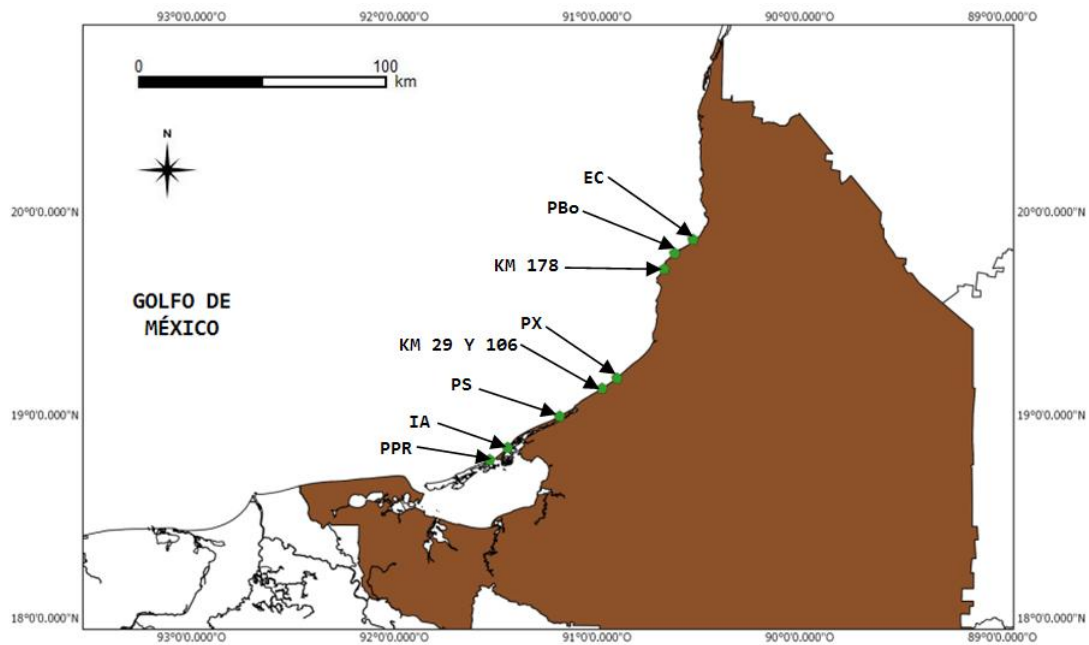 93°0'0.000"O 92°0'0.000"O 91°0'0.000"O 90°0'0.000"O 89°0'0.000"O
0 100
km
N
EC
PBo
20°0'0.000"N 20°0'0.000"N
KM 178
GOLFO DE
MÉXICO
PX
KM 29 Y 106
PS
19°0'0.000"N 19°0'0.000"N
IA
PPR
18°0'0.000"N 18°0'0.000"N
93°0'0.000"O 92°0'0.000"O 91°0'0.000"O 90°0'0.000"O 89°0'0.000"O